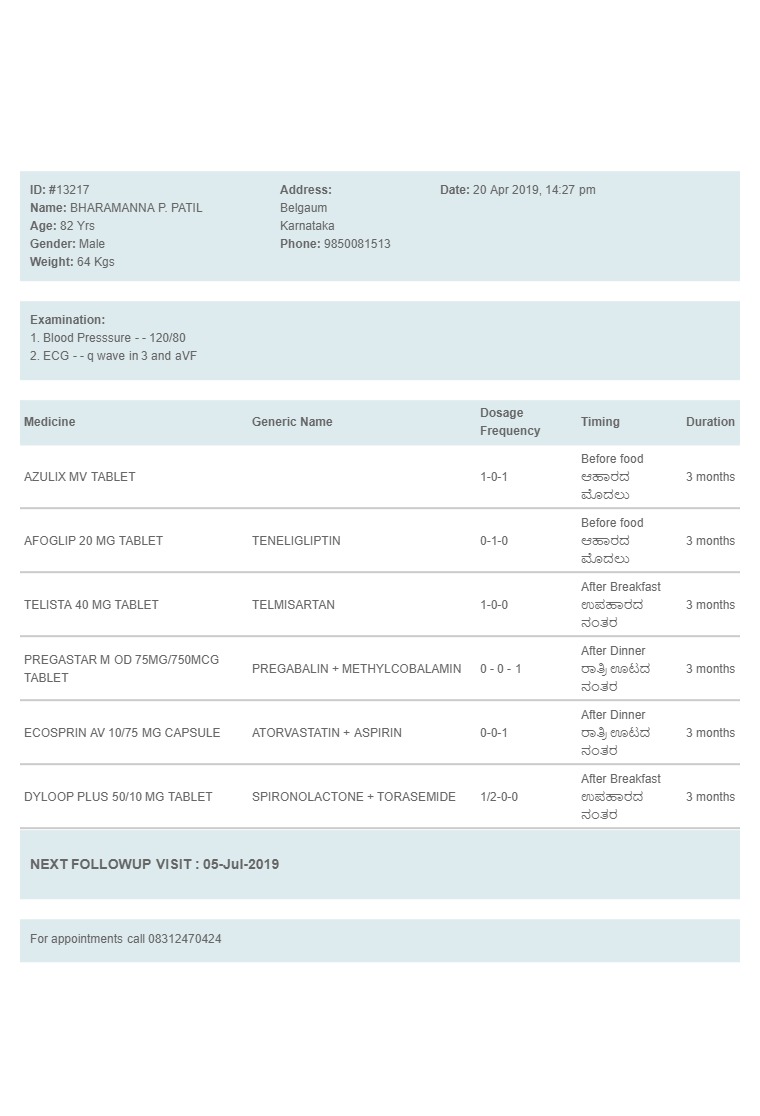 ID: #13217
Name: BHARAMANNA P. PATIL
Age: 82 Yrs
Gender: Male
Weight: 64 Kgs
Address:
Belgaum
Karnataka
Phone: 9850081513
Date: 20 Apr 2019, 14:27 pm
Examination:
1. Blood Presssure - - 120/80
2. ECG - - q wave in 3 and aVF
Medicine Generic Name Dosage Frequency Timing Duration
AZULIX MV TABLET 1-0-1 Before food ಆಹಾರದ ಮೊದಲು 3 months
AFOGLIP 20 MG TABLET TENELIGLIPTIN 0-1-0 Before food ಆಹಾರದ ಮೊದಲು 3 months
TELISTA 40 MG TABLET TELMISARTAN 1-0-0 After Breakfast ಉಪಹಾರದ ನಂತರ 3 months
PREGASTAR M OD 75MG/750MCG TABLET PREGABALIN + METHYLCOBALAMIN 0 - 0 - 1 After Dinner ರಾತ್ರಿ ಊಟದ ನಂತರ 3 months
ECOSPRIN AV 10/75 MG CAPSULE ATORVASTATIN + ASPIRIN 0-0-1 After Dinner ರಾತ್ರಿ ಊಟದ ನಂತರ 3 months
DYLOOP PLUS 50/10 MG TABLET SPIRONOLACTONE + TORASEMIDE 1/2-0-0 After Breakfast ಉಪಹಾರದ ನಂತರ 3 months
NEXT FOLLOWUP VISIT : 05-Jul-2019
For appointments call 08312470424